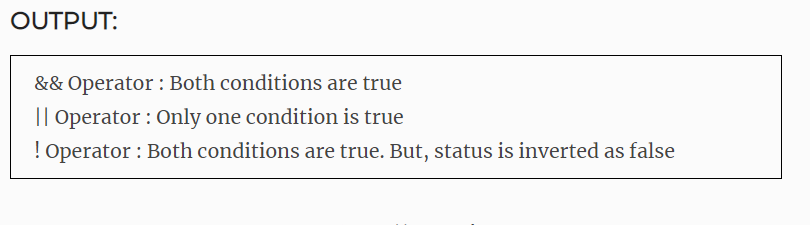 OUTPUT:
&& Operator : Both conditions are true
|| Operator : Only one condition is true
! Operator : Both conditions are true. But, status is inverted as false